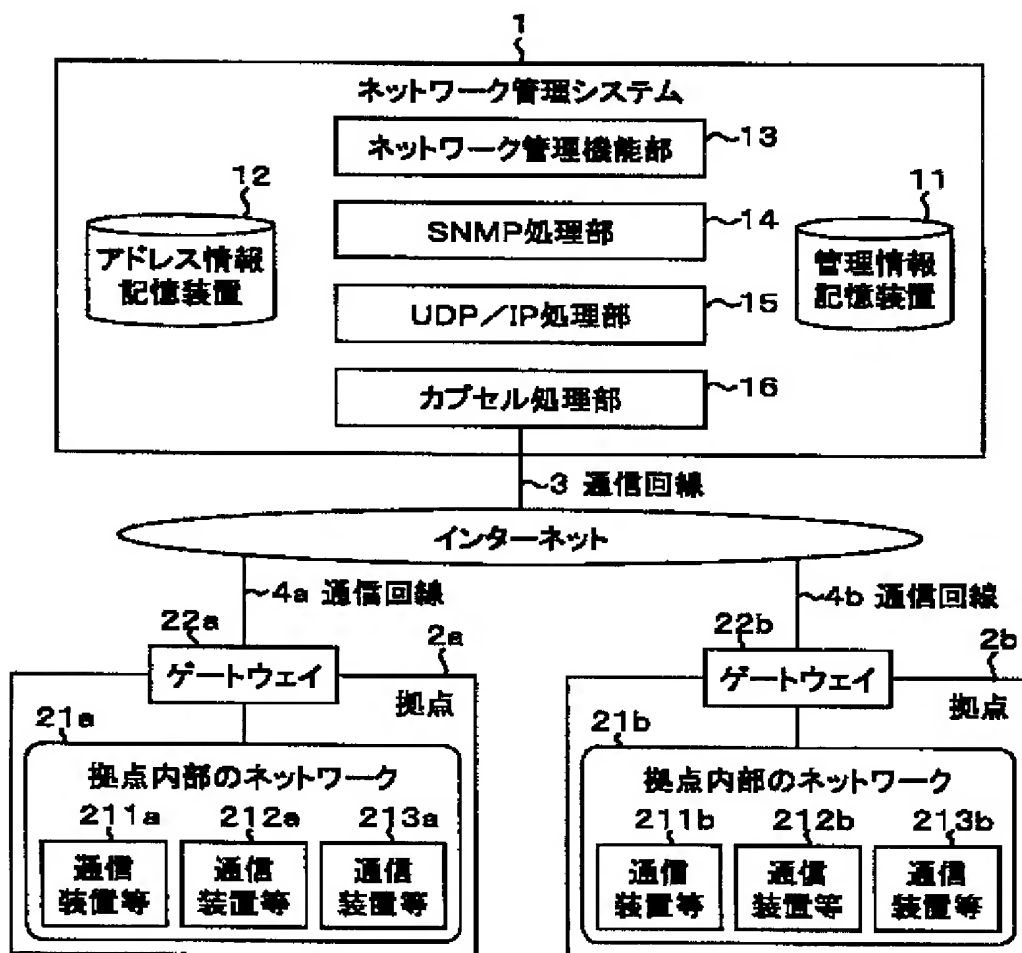 1
ネットワーク管理システム
ネットワーク管理機能部
13
12
アドレス情報
記憶装置
SNMP処理部
14
11
管理情報
記憶装置
UDP/IP処理部
15
カプセル処理部
16
3 通信回線
インターネット
4a 通信回線
4b 通信回線
22a
ゲートウェイ
2a
拠点
22b
ゲートウェイ
2b
拠点
21a
拠点内部のネットワーク
211a 212a 213a
通信 通信 通信
装置等 装置等 装置等
21b
拠点内部のネットワーク
211b 212b 213b
通信 通信 通信
装置等 装置等 装置等